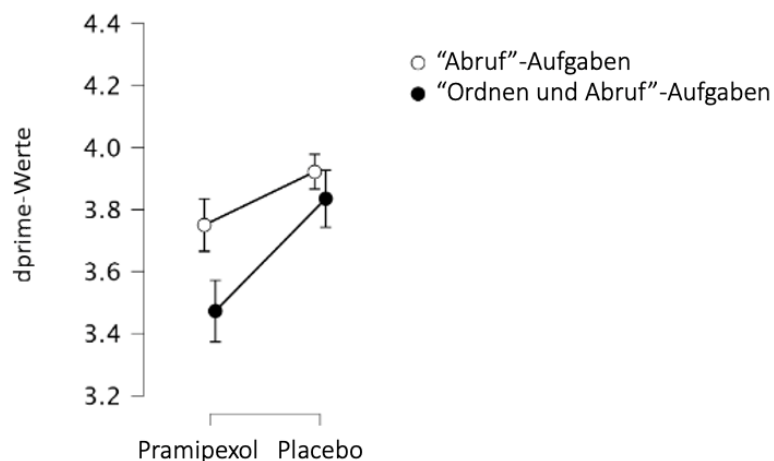 4.4
4.2
4.0
3.8
3.6
3.4
3.2
dprime-Werte
“Abruf”-Aufgaben
“Ordnen und Abruf”-Aufgaben
Pramipexol Placebo